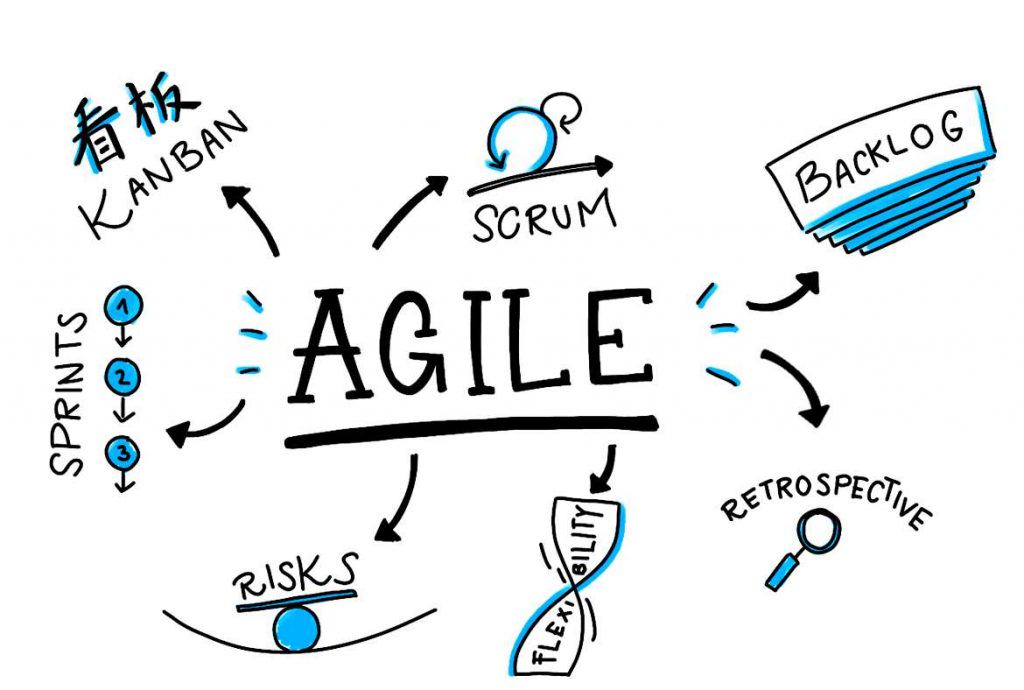 看板
KANBAN
SCRUM
BACKLOG
AGILE
SPRINTS
1
2
3
RISKS
FLEXIBILITY
RETROSPECTIVE